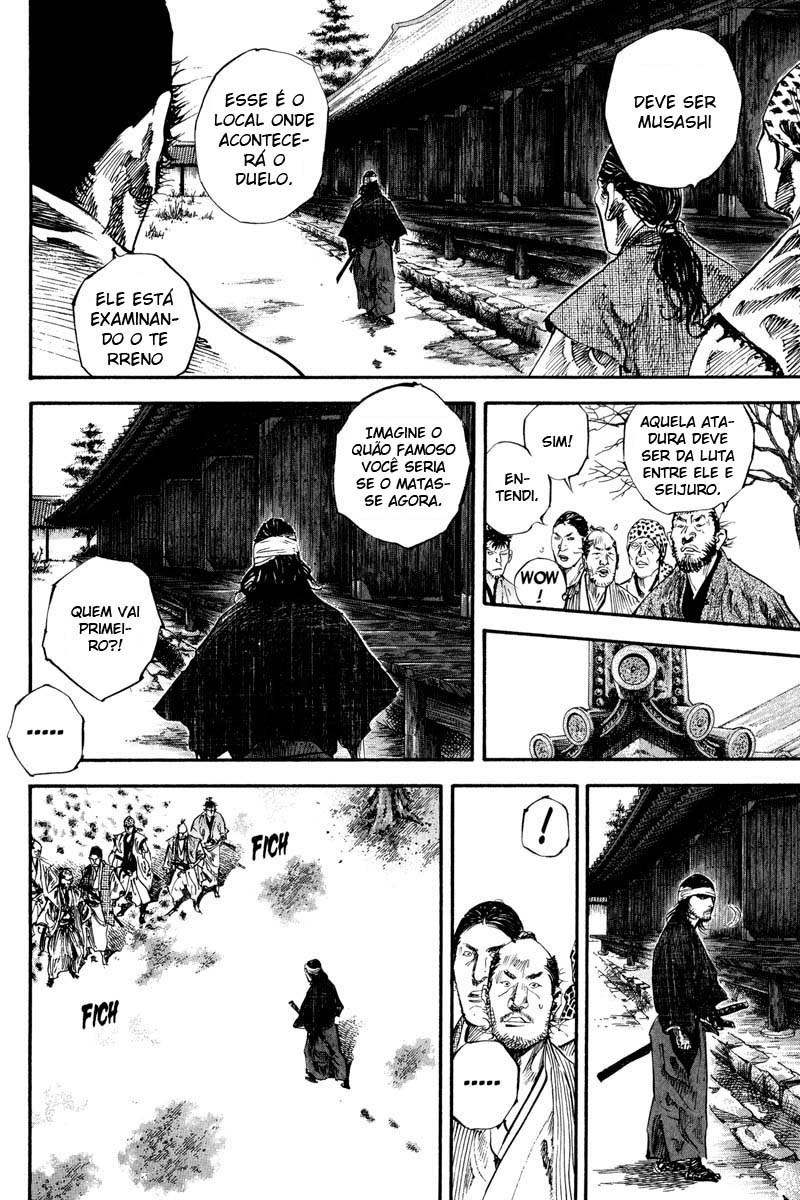 DEVE SER
MUSASHI
ESSE É O
LOCAL ONDE
ACONTECE-
RÁ O
DUELO.
ELE ESTÁ
EXAMINAN-
DO O TE
RRENO
AQUELA ATA-
DURA DEVE
SER DA LUTA
ENTRE ELE E
SEIJURO.
SIM!
EN-
TENDI.
WOW
!
IMAGINE O
QUÃO FAMOSO
VOCÊ SERIA
SE O MATAS-
SE AGORA.
QUEM VAI
PRIMEI-
RO?!
.....
!
.....
FICH
FICH